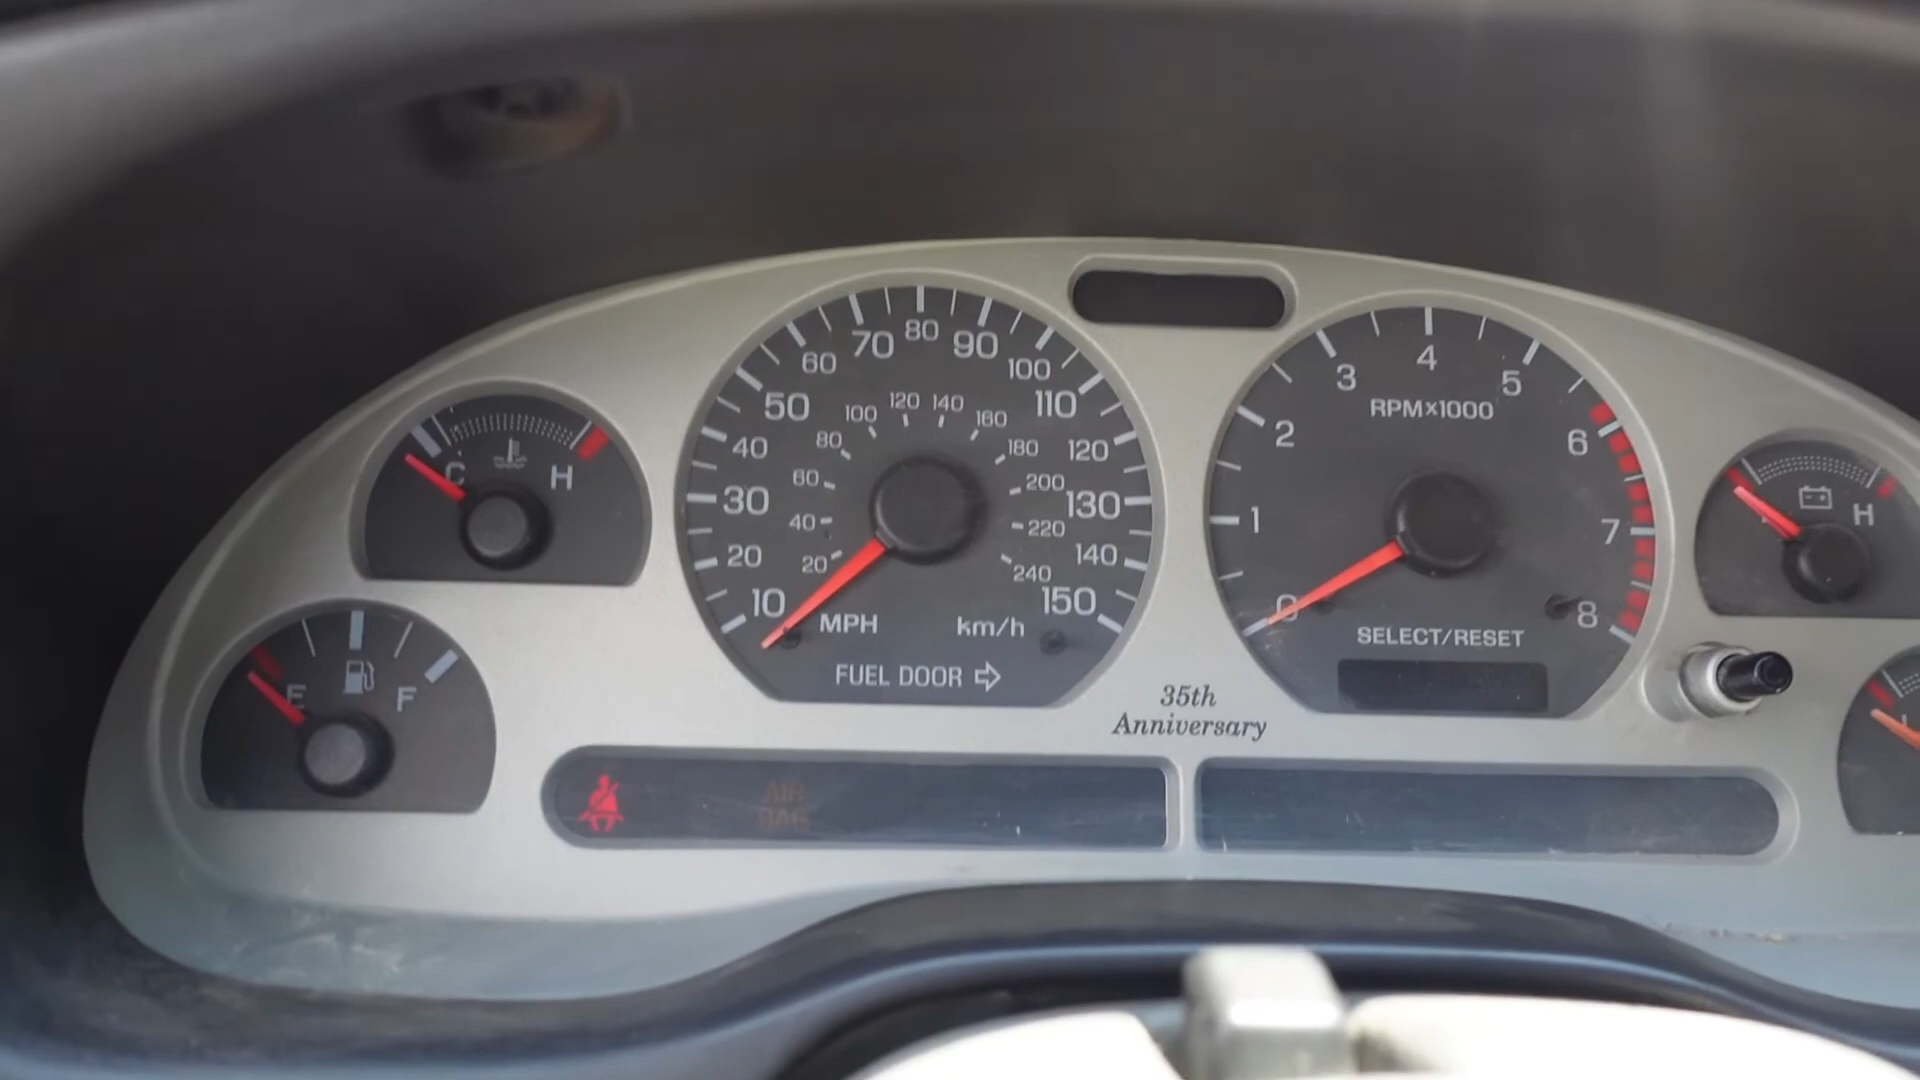 C H
E F
10 20 30 40 50 60 70 80 90 100 110 120 130 140 150
20 40 60 80 100 120 140 160 180 200 220 240
MPH km/h
FUEL DOOR
35th
Anniversary
0 1 2 3 4 5 6 7 8
RPM×1000
SELECT/RESET
H
AIR
BAG